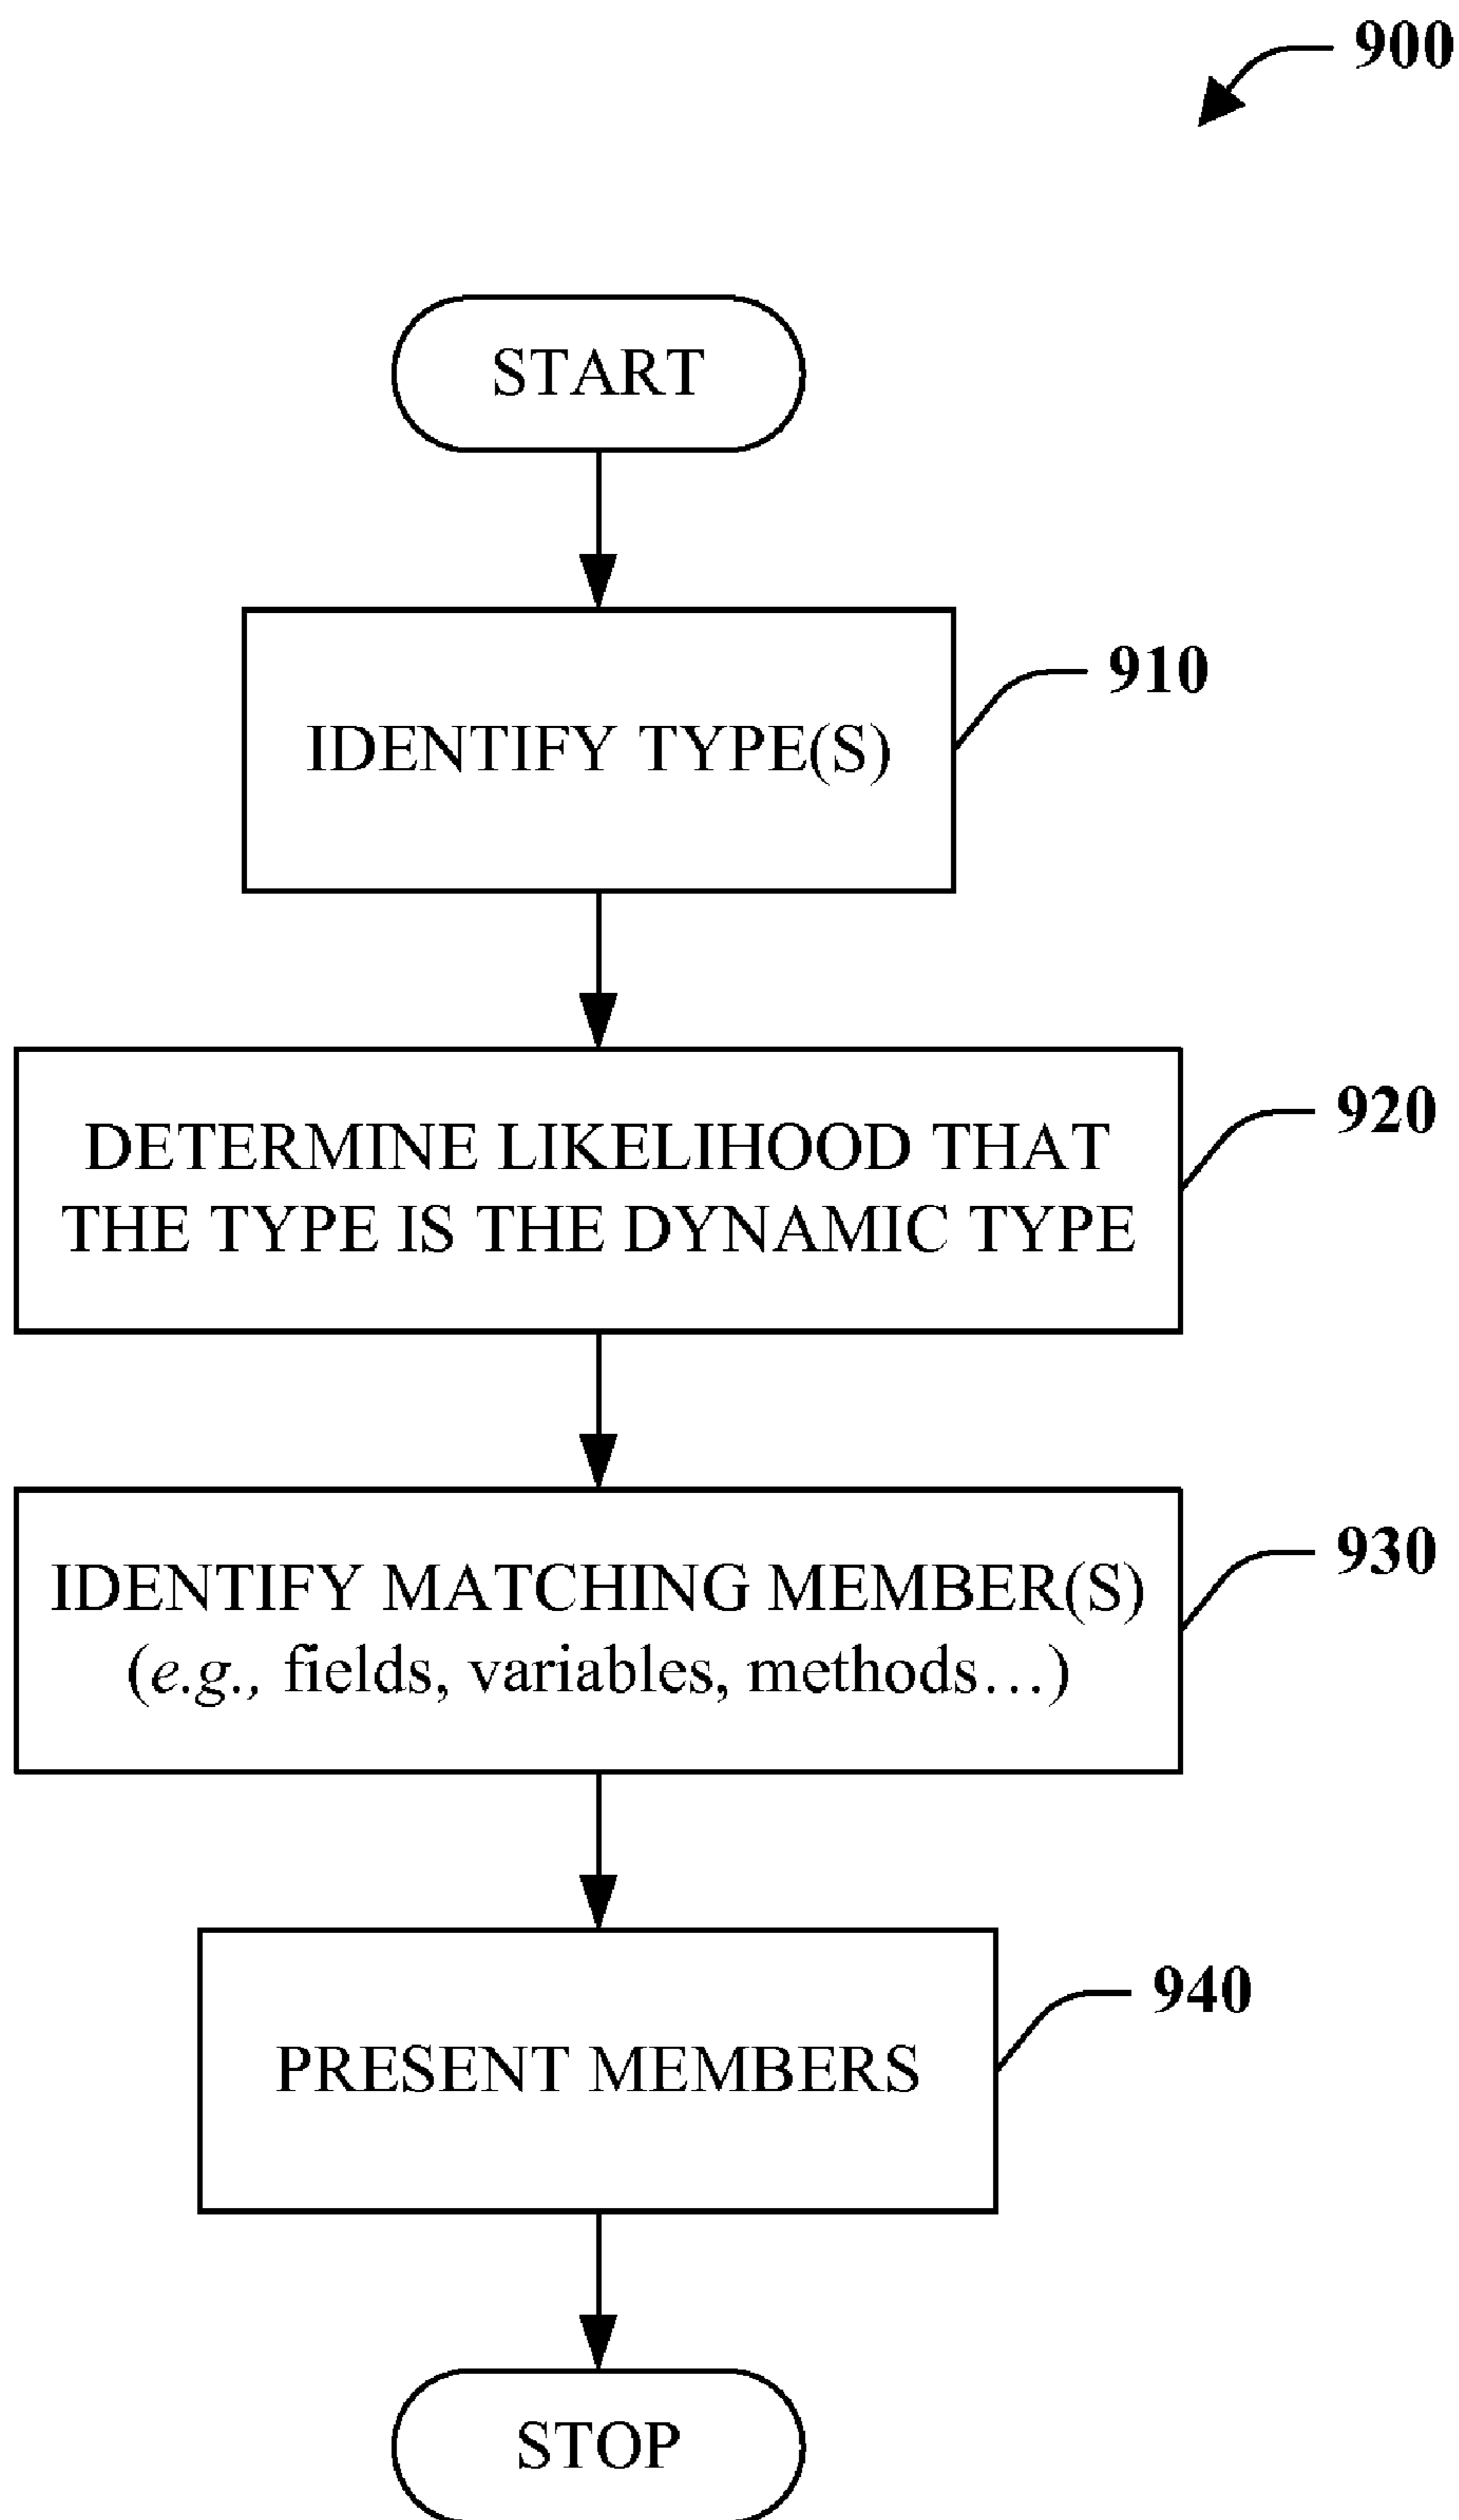 900
START
IDENTIFY TYPE(S)
910
DETERMINE LIKELIHOOD THAT
THE TYPE IS THE DYNAMIC TYPE
920
IDENTIFY MATCHING MEMBER(S)
(e.g., fields, variables, methods…)
930
PRESENT MEMBERS
940
STOP